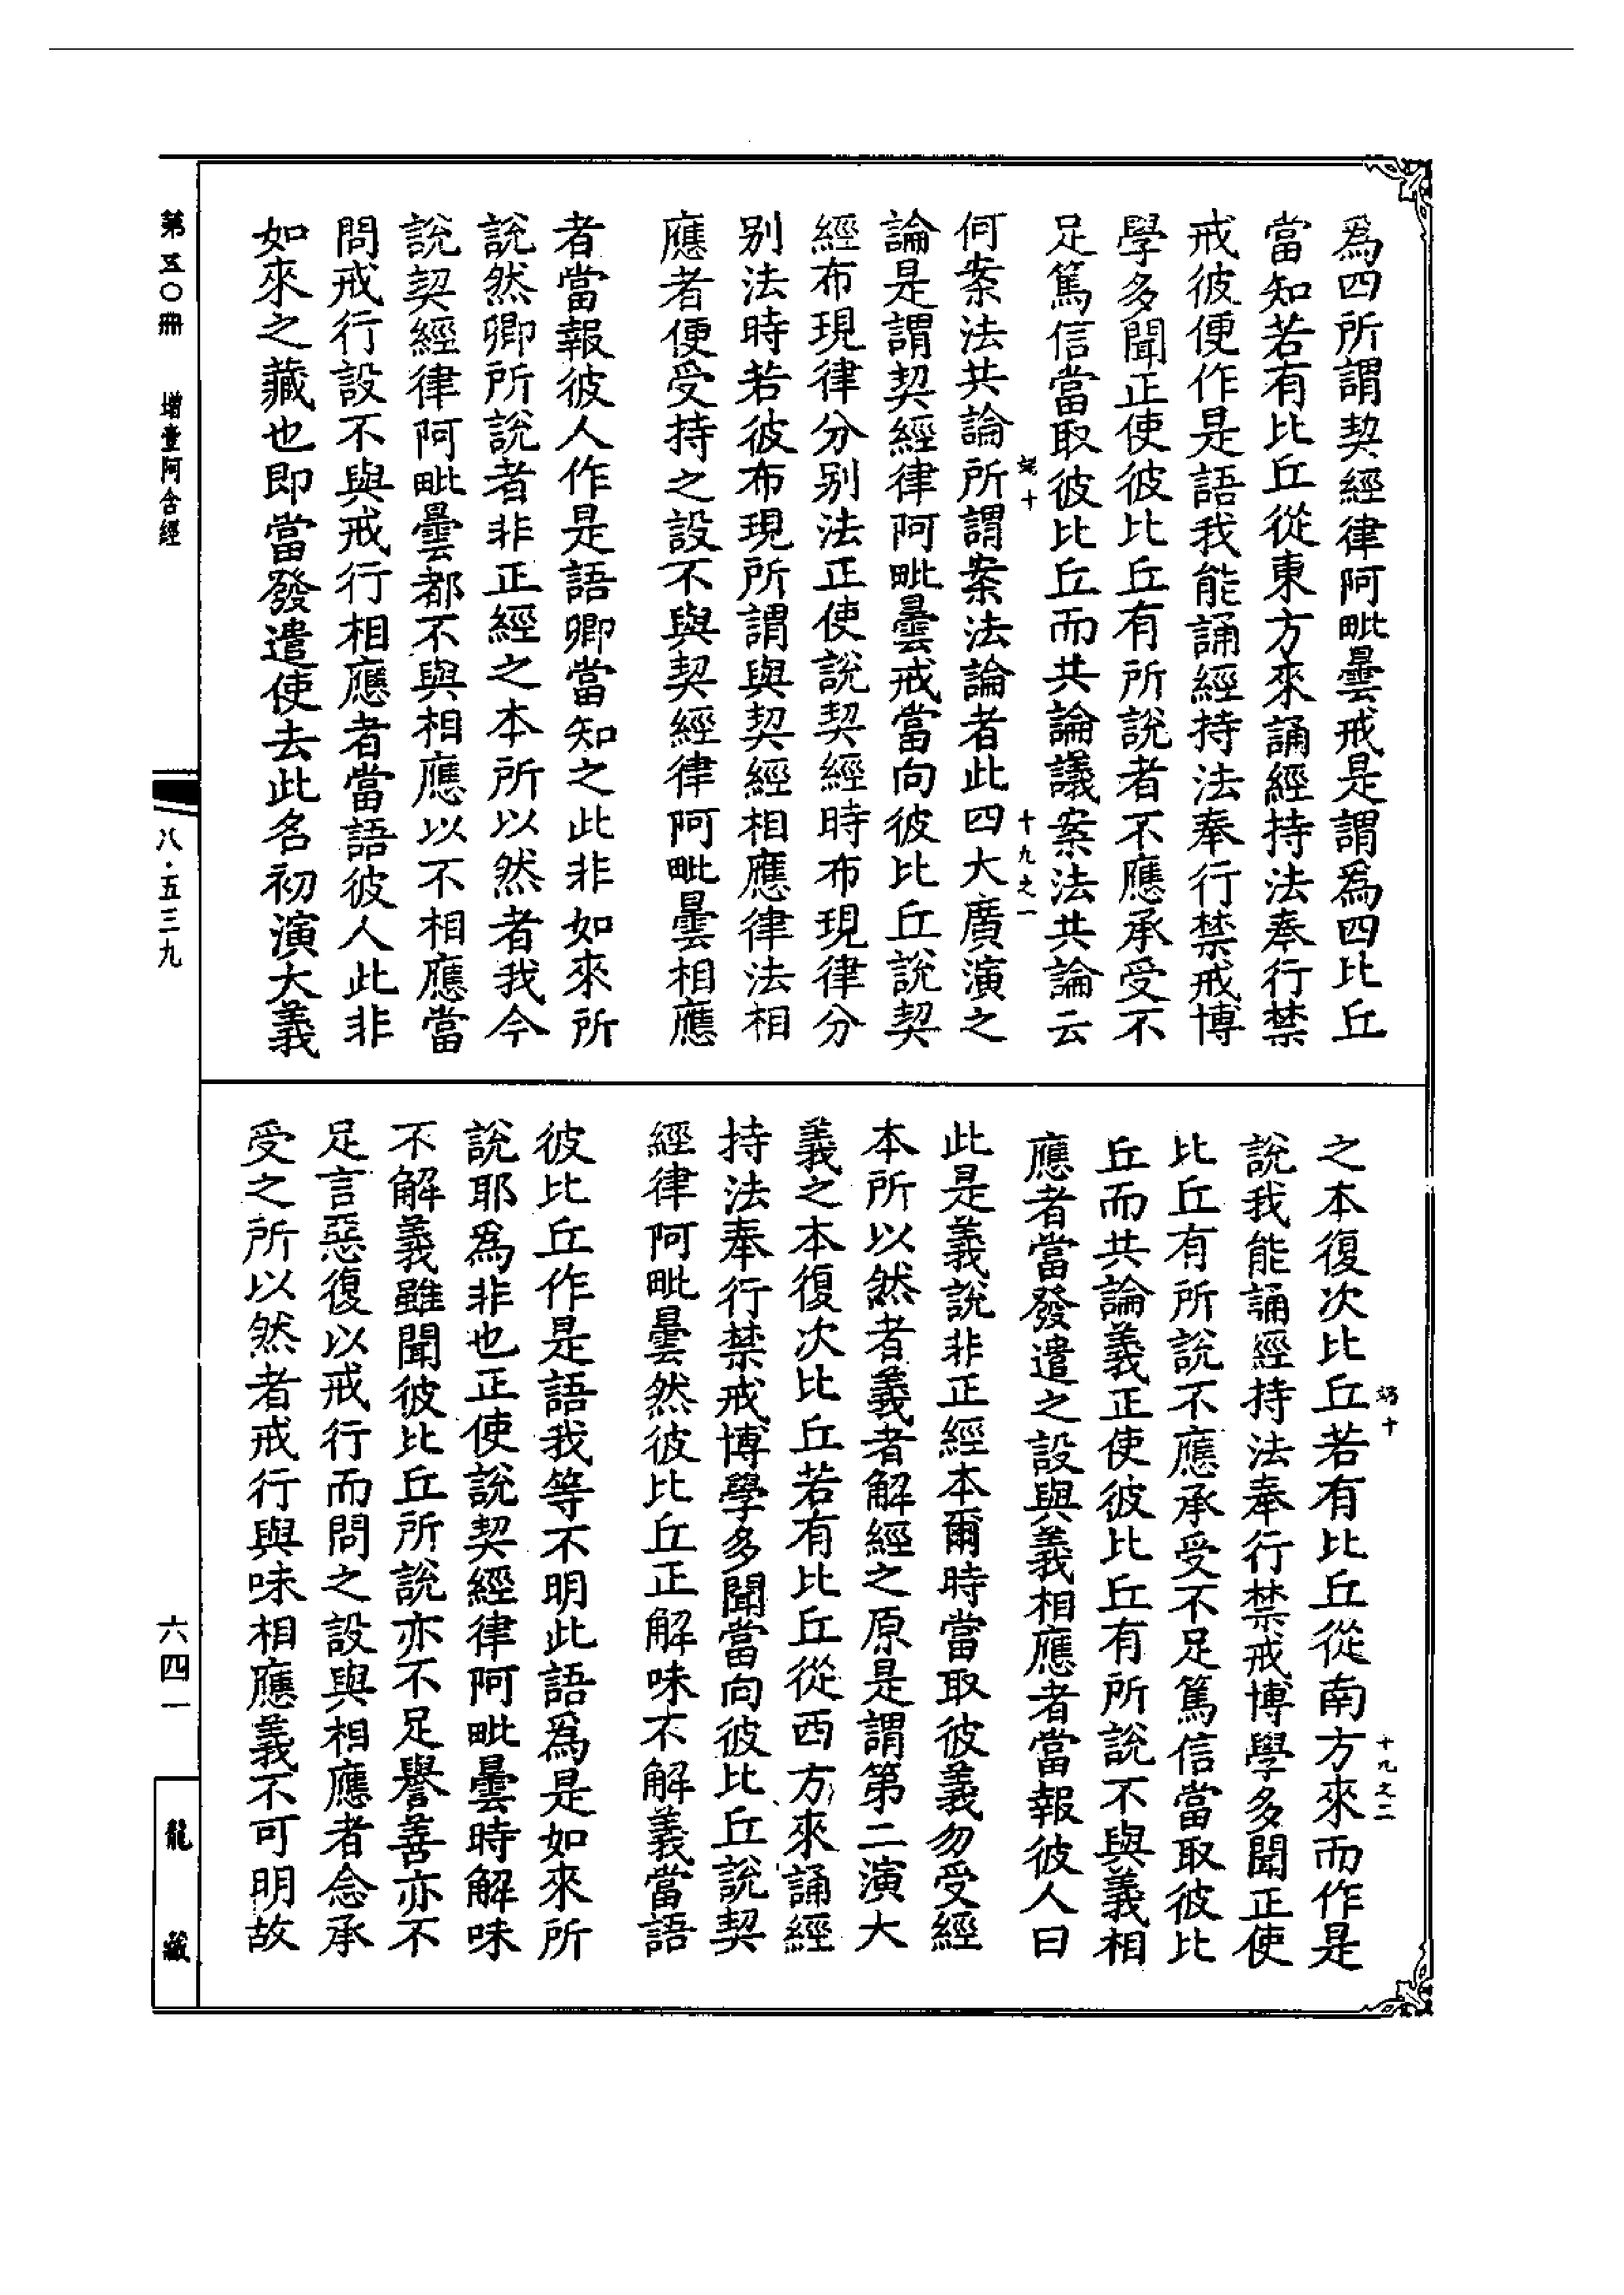 為四所謂契經律阿毗曇戒是謂為四比丘
當知若有比丘從東方來誦經持法奉行禁
戒彼便作是語我能誦經持法奉行禁戒博
學多聞正使彼比丘有所說者不應承受不
足篤信當取彼比丘而共論議案法共論云
十九之一
何案法共論所謂案法論者此四大廣演之
論是謂契經律阿毗曇戒當向彼比丘說契
經布現律分別法正使說契經時布現律分
別法時若彼布現所謂與契經相應律法相
應者便受持之設不與契經律阿毗曇相應
者當報彼人作是語卿當知之此非如來所
說然卿所說者非正經之本所以然者我今
說契經律阿毗曇都不與相應以不相應當
問戒行設不與戒行相應者當語彼人此非
如來之藏也即當發遣使去此名初演大義
十九之二
之本復次比丘若有比丘從南方來而作是
說我能誦經持法奉行禁戒博學多聞正使
比丘有所說不應承受不足篤信當取彼比
丘而共論義正使彼比丘有所說不與義相
應者當發遣之設與義相應者當報彼人曰
此是義說非正經本爾時當取彼義勿受經
本所以然者義者解經之原是謂第二演大
義之本復次比丘若有比丘從西方來誦經
持法奉行禁戒博學多聞當向彼比丘說契
經律阿毗曇然彼比丘正解味不解義當語
彼比丘作是語我等不明此語為是如來所
說耶為非也正使說契經律阿毗曇時解味
不解義雖聞彼比丘所說亦不足譽善亦不
足言惡復以戒行而問之設與相應者念承
受之所以然者戒行與味相應義不可明故
第五〇冊 增壹阿含經
八·五三九
六四一
龍藏